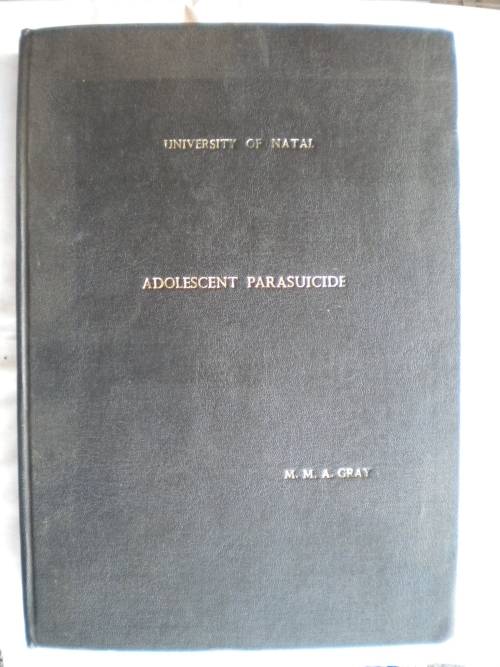 UNIVERSITY OF NATAL
ADOLESCENT PARASUICIDE
M. M. A. GRAY